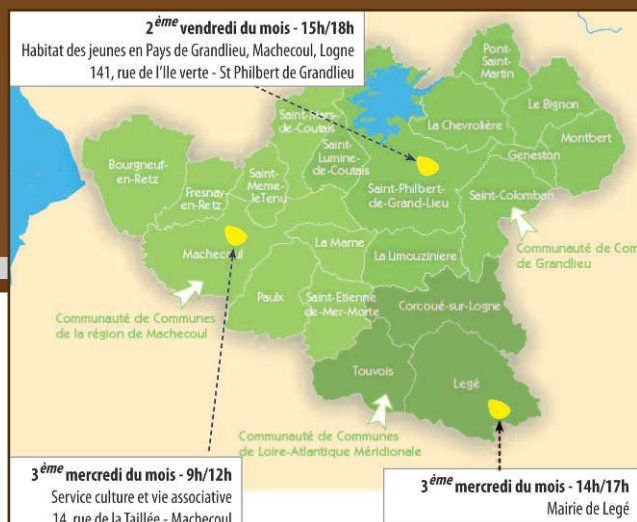 2ème vendredi du mois - 15h/18h
Habitat des jeunes en Pays de Grandlieu, Machecoul, Logne
141, rue de l'Ile verte - St Philbert de Grandlieu
Pont-
Saint-
Martin
Le Bignon
Saint-Mars-
de-Coutais
La Chevrolière
Montbert
Geneston
Bourgneuf-
en-Retz
Saint-
Lumine-
de-Coutais
Saint-
Meme-
leTenu
Fresnay-
en-Retz
Saint-Philbert-
de-Grand-Lieu
Saint-Colomban
Machecoul
La Marne
La Limouziniere
Communauté de Com
de Grandlieu
Paulx
Saint-Etienne
de-Mer-Morte
Corcoué-sur-Logne
Communauté de Communes
de la région de Machecoul
Touvois
Legé
Communauté de Communes
de Loire-Atlantique Méridionale
3ème mercredi du mois - 9h/12h
Service culture et vie associative
14, rue de la Taillée - Machecoul
3ème mercredi du mois - 14h/17h
Mairie de Legé